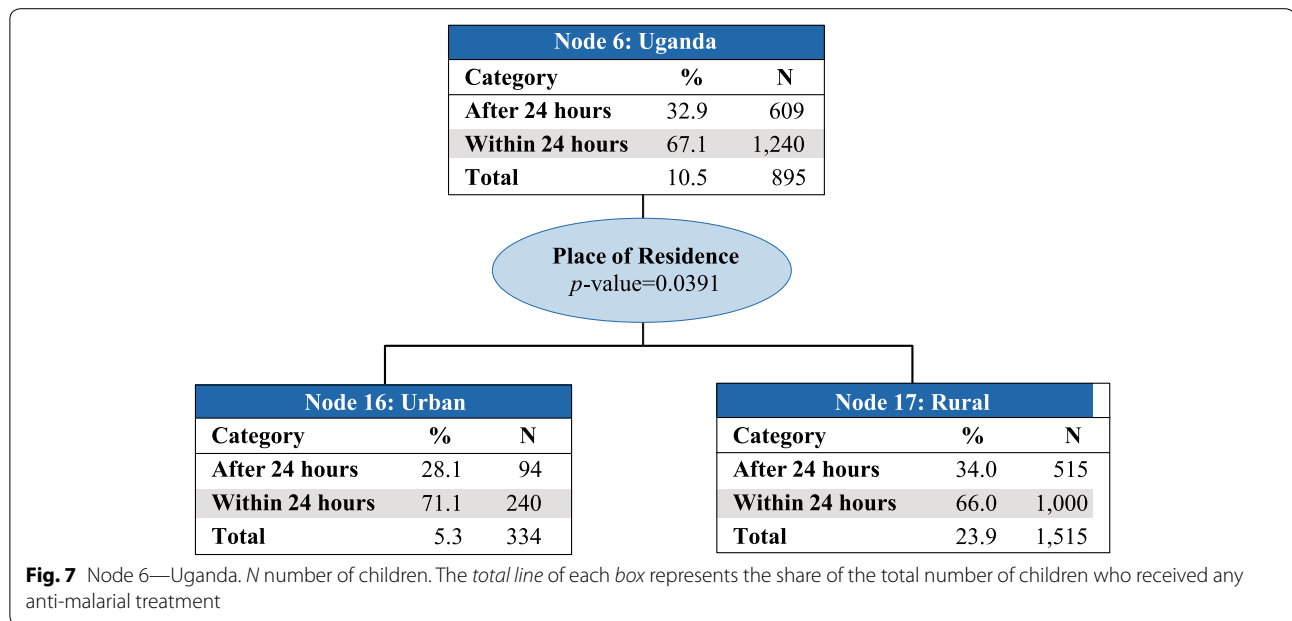 Node 6: Uganda
Category % N
After 24 hours 32.9 609
Within 24 hours 67.1 1,240
Total 10.5 895
Place of Residence
p-value=0.0391
Node 16: Urban
Category % N
After 24 hours 28.1 94
Within 24 hours 71.1 240
Total 5.3 334
Node 17: Rural
Category % N
After 24 hours 34.0 515
Within 24 hours 66.0 1,000
Total 23.9 1,515
Fig. 7 Node 6—Uganda. N number of children. The total line of each box represents the share of the total number of children who received any
anti-malarial treatment